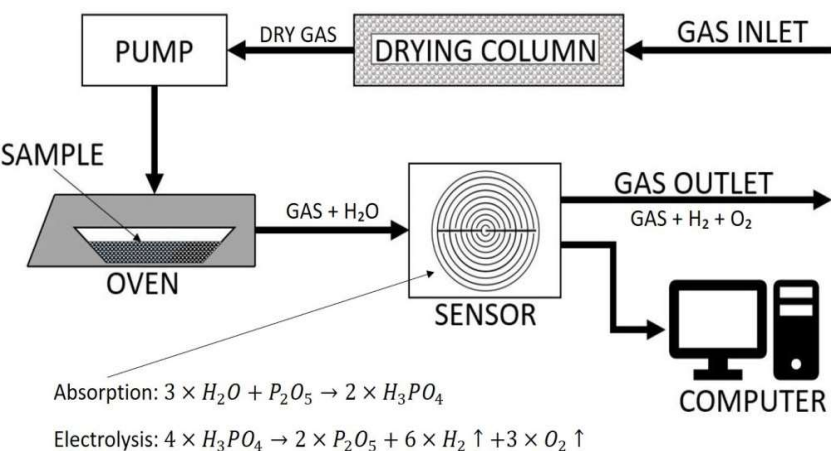 PUMP
DRY GAS
DRYING COLUMN
GAS INLET
SAMPLE
OVEN
GAS + H₂O
SENSOR
GAS OUTLET
GAS + H₂ + O₂
COMPUTER
Absorption: 3 × H₂O + P₂O₅ → 2 × H₃PO₄
Electrolysis: 4 × H₃PO₄ → 2 × P₂O₅ + 6 × H₂ ↑ +3 × O₂ ↑